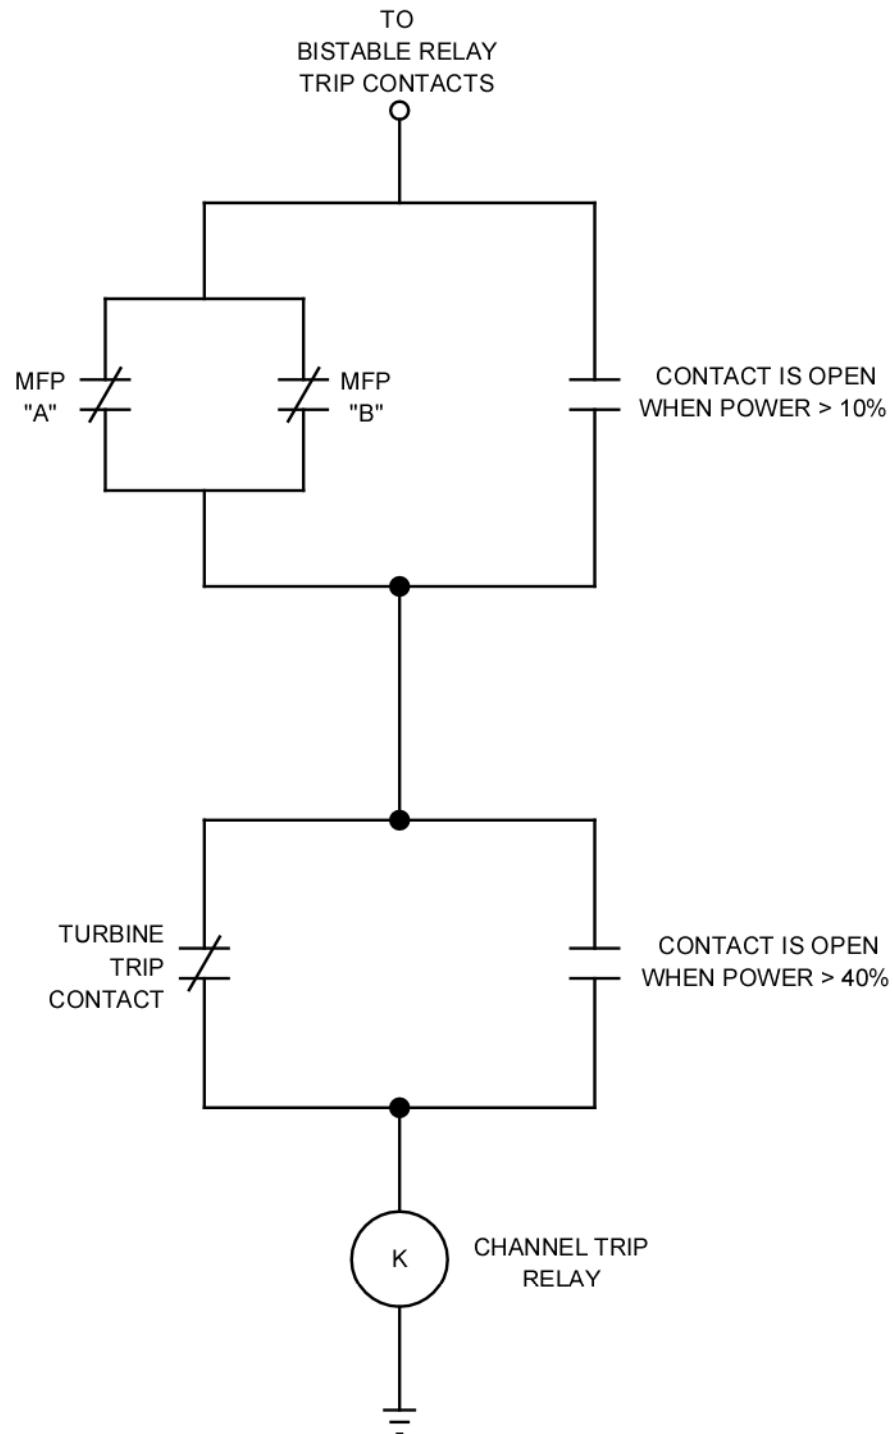 TO
BISTABLE RELAY
TRIP CONTACTS
MFP
"A"
MFP
"B"
CONTACT IS OPEN
WHEN POWER > 10%
TURBINE
TRIP
CONTACT
CONTACT IS OPEN
WHEN POWER > 40%
K
CHANNEL TRIP
RELAY